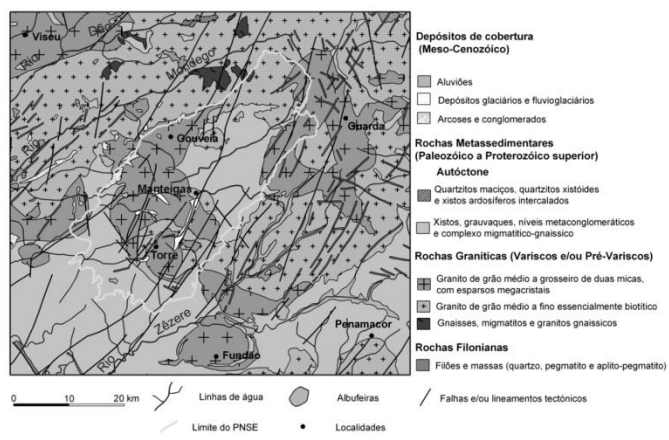 Viseu
Rio
Dão
Mondego
Rio
Guarda
Gouveia
Manteigas
Torre
Rio
Zêzere
Penamacor
Fundão
Depósitos de cobertura
(Meso-Cenozóico)
Aluviões
Depósitos glaciários e fluvioglaciários
Arcoses e conglomerados
Rochas Metassedimentares
(Paleozóico a Proterozóico superior)
Autóctone
Quartzitos maciços, quartzitos xistóides
e xistos ardosíferos intercalados
Xistos, grauvaques, níveis metaconglomeráticos
e complexo migmatitico-gnaissico
Rochas Graníticas (Variscos e/ou Pré-Variscos)
Granito de grão médio a grosseiro de duas micas,
com esparsos megacristais
Granito de grão médio a fino essencialmente biotítico
Gnaisses, migmatitos e granitos gnaissicos
Rochas Filonianas
Filões e massas (quartzo, pegmatito e aplito-pegmatito)
0 10 20 km
Linhas de água
Albufeiras
Falhas e/ou lineamentos tectónicos
Limite do PNSE
Localidades